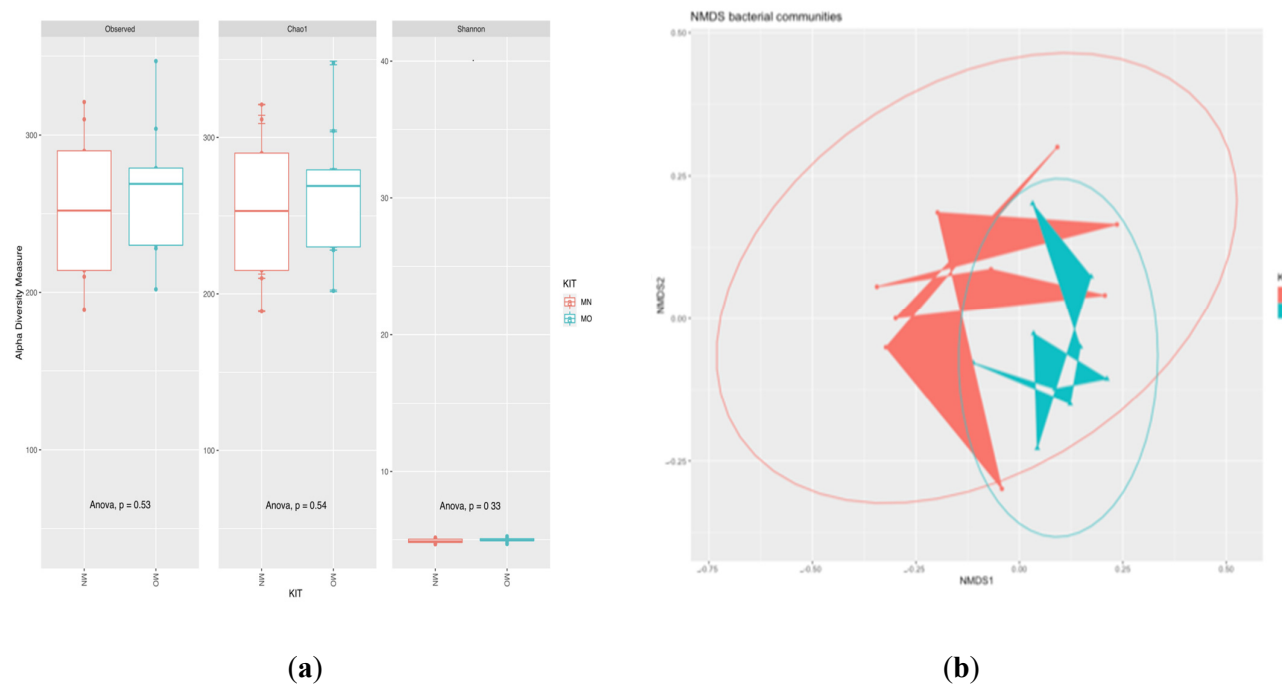 Observed
Chao1
Shannon
Alpha Diversity Measure
300
200
100
300
200
100
40
30
20
10
Anova, p = 0.53
Anova, p = 0.54
Anova, p = 0 33
MN
MO
MN
MO
MN
MO
KIT
KIT
MN
MO
(a)
NMDS bacterial communities
NMDS2
0.50
0.25
0.00
-0.25
-0.75
-0.50
-0.25
0.00
0.25
0.50
NMDS1
K
(b)